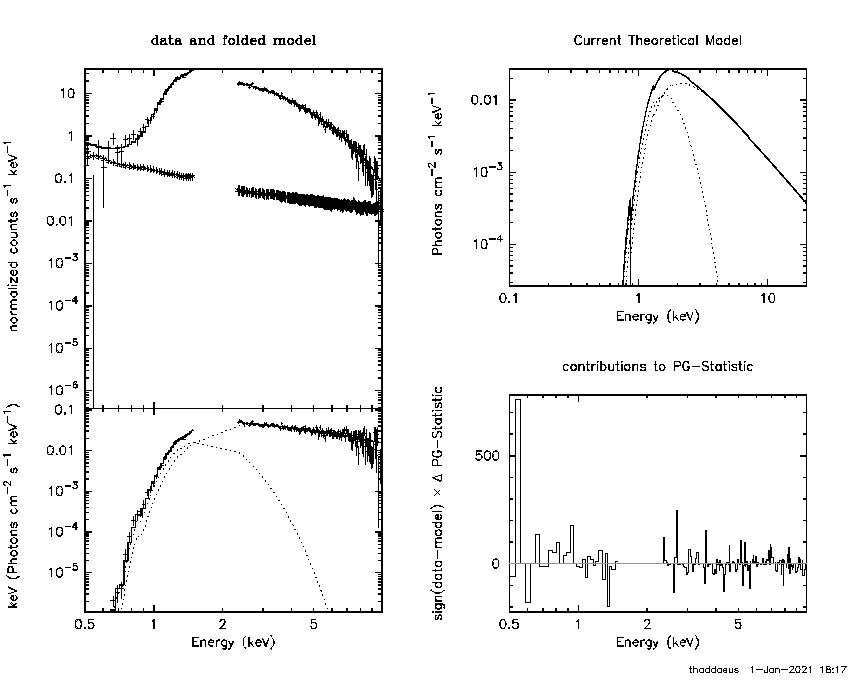 data and folded model
normalized counts s⁻¹ keV⁻¹
10
1
0.1
0.01
10⁻³
10⁻⁴
10⁻⁵
10⁻⁶
keV (Photons cm⁻² s⁻¹ keV⁻¹)
0.1
0.01
10⁻³
10⁻⁴
10⁻⁵
0.5 1 2 5
Energy (keV)
Current Theoretical Model
Photons cm⁻² s⁻¹ keV⁻¹
0.01
10⁻³
10⁻⁴
0.1 1 10
Energy (keV)
contributions to PG−Statistic
sign(data−model) × Δ PG−Statistic
500
0
0.5 1 2 5
Energy (keV)
thaddaeus 1−Jan−2021 18:17